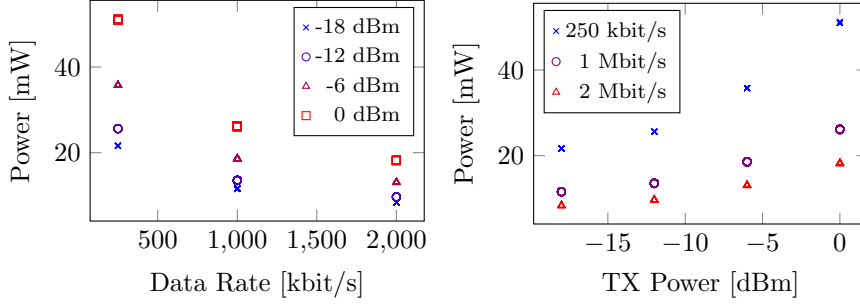 -18 dBm
-12 dBm
-6 dBm
0 dBm
40
20
Power [mW]
500
1,000
1,500
2,000
Data Rate [kbit/s]
250 kbit/s
1 Mbit/s
2 Mbit/s
40
20
Power [mW]
−15
−10
−5
0
TX Power [dBm]